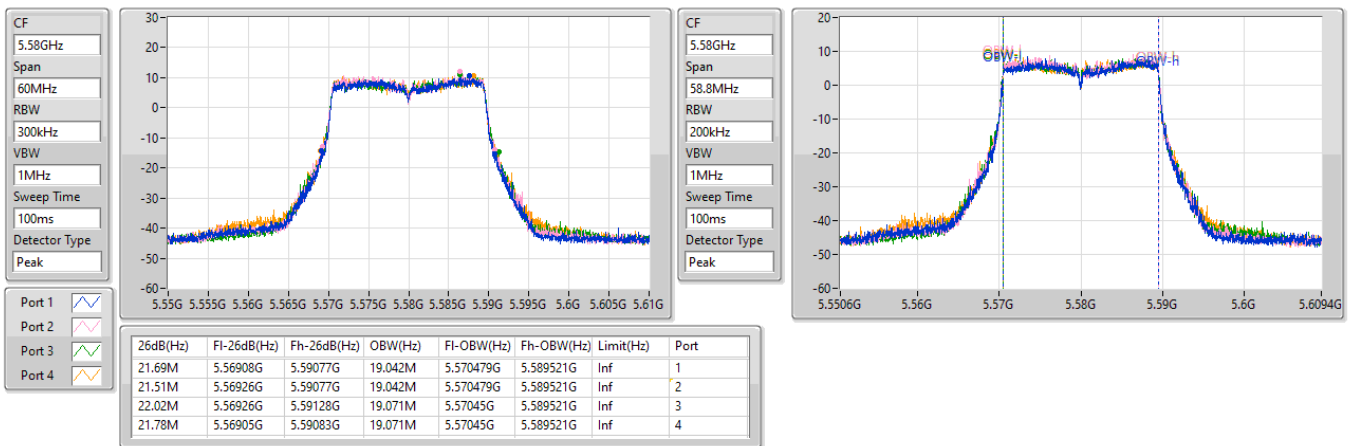 CF
5.58GHz
Span
60MHz
RBW
300kHz
VBW
1MHz
Sweep Time
100ms
Detector Type
Peak
30
20
10
0
-10
-20
-30
-40
-50
-60
5.55G 5.555G 5.56G 5.565G 5.57G 5.575G 5.58G 5.585G 5.59G 5.595G 5.6G 5.605G 5.61G
CF
5.58GHz
Span
58.8MHz
RBW
200kHz
VBW
1MHz
Sweep Time
100ms
Detector Type
Peak
20
10
0
-10
-20
-30
-40
-50
-60
OBW-l
OBW-h
5.5506G 5.56G 5.57G 5.58G 5.59G 5.6G 5.6094G
Port 1
Port 2
Port 3
Port 4
26dB(Hz) Fl-26dB(Hz) Fh-26dB(Hz) OBW(Hz) Fl-OBW(Hz) Fh-OBW(Hz) Limit(Hz) Port
21.69M 5.56908G 5.59077G 19.042M 5.570479G 5.589521G Inf 1
21.51M 5.56926G 5.59077G 19.042M 5.570479G 5.589521G Inf 2
22.02M 5.56926G 5.59128G 19.071M 5.57045G 5.589521G Inf 3
21.78M 5.56905G 5.59083G 19.071M 5.57045G 5.589521G Inf 4